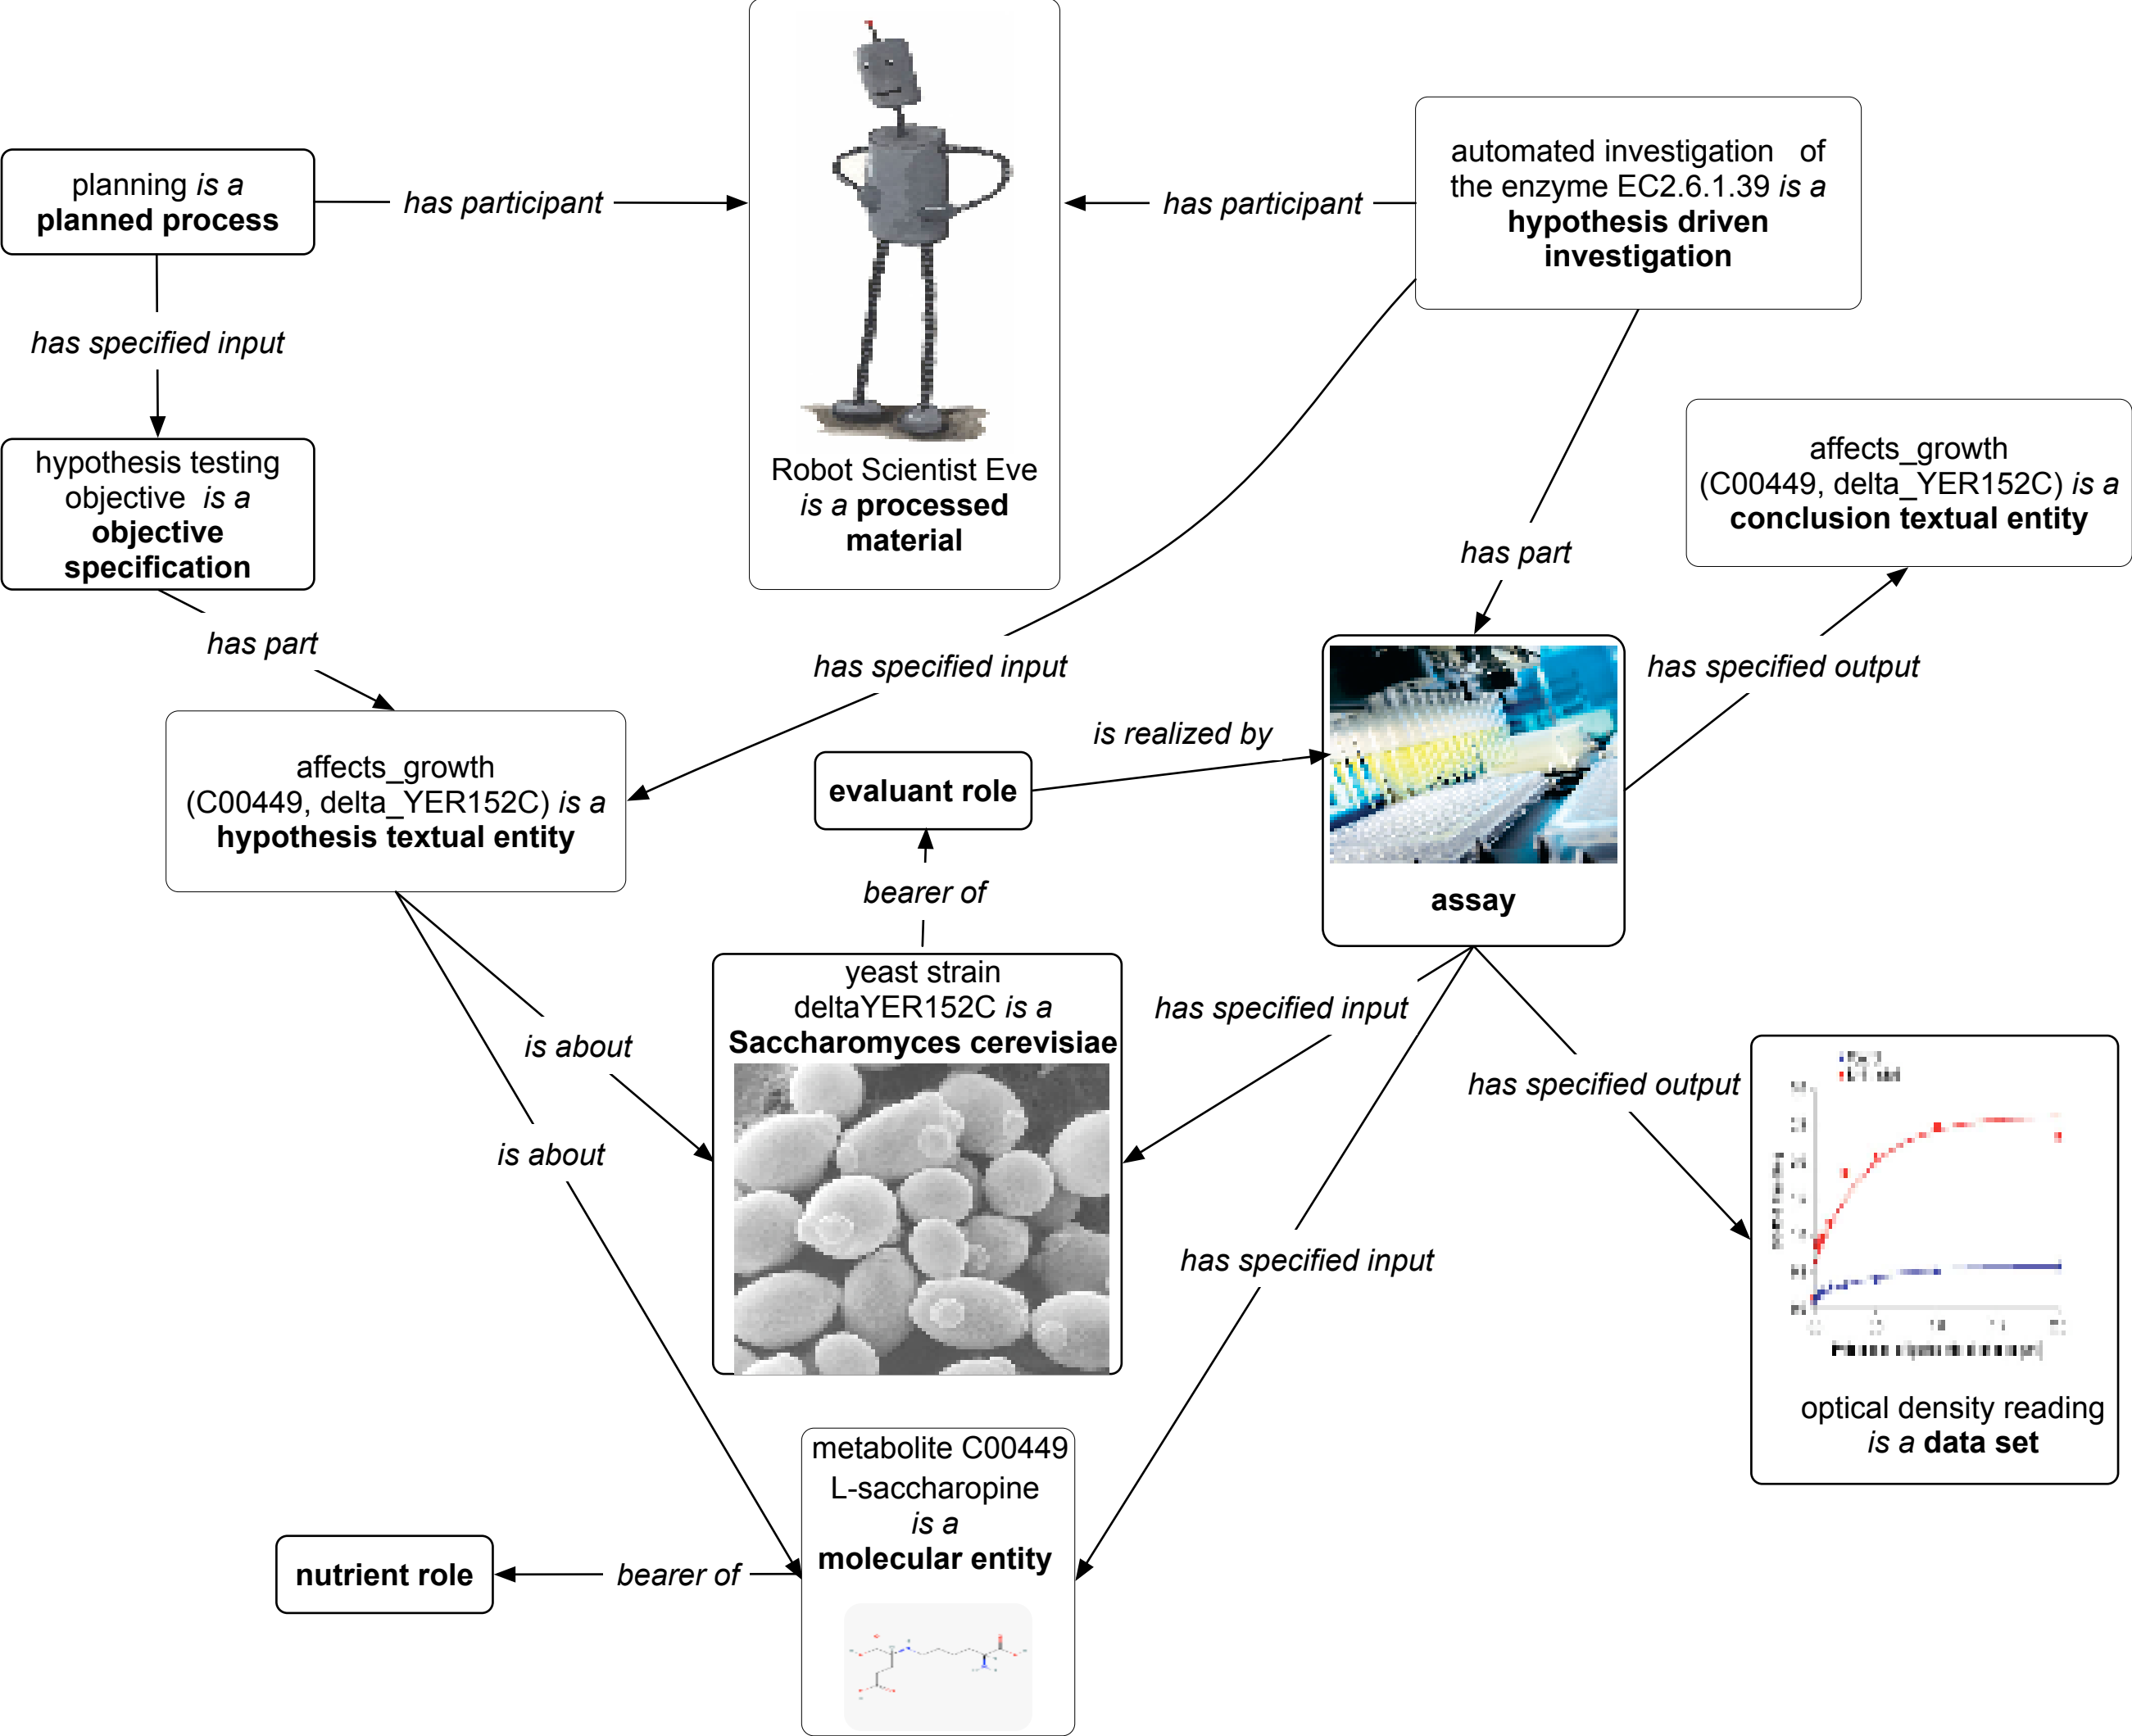 planning is a
planned process
has participant
Robot Scientist Eve
is a processed
material
has participant
automated investigation of
the enzyme EC2.6.1.39 is a
hypothesis driven
investigation
has specified input
hypothesis testing
objective is a
objective
specification
has part
affects_growth
(C00449, delta_YER152C) is a
conclusion textual entity
has part
has specified input
has specified output
affects_growth
(C00449, delta_YER152C) is a
hypothesis textual entity
is realized by
evaluant role
bearer of
assay
yeast strain
deltaYER152C is a
Saccharomyces cerevisiae
has specified input
is about
has specified output
is about
has specified input
optical density reading
is a data set
metabolite C00449
L-saccharopine
is a
molecular entity
bearer of
nutrient role